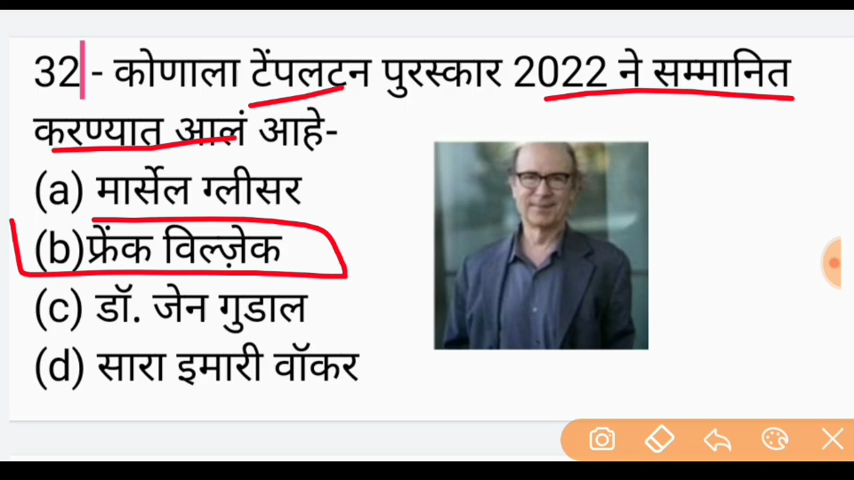 32 - कोणाला टेंपलटन पुरस्कार 2022 ने सम्मानित
करण्यात आलं आहे-
(a) मार्सेल ग्लीसर
(b)फ्रेंक विल्ज़ेक
(c) डॉ. जेन गुडाल
(d) सारा इमारी वॉकर